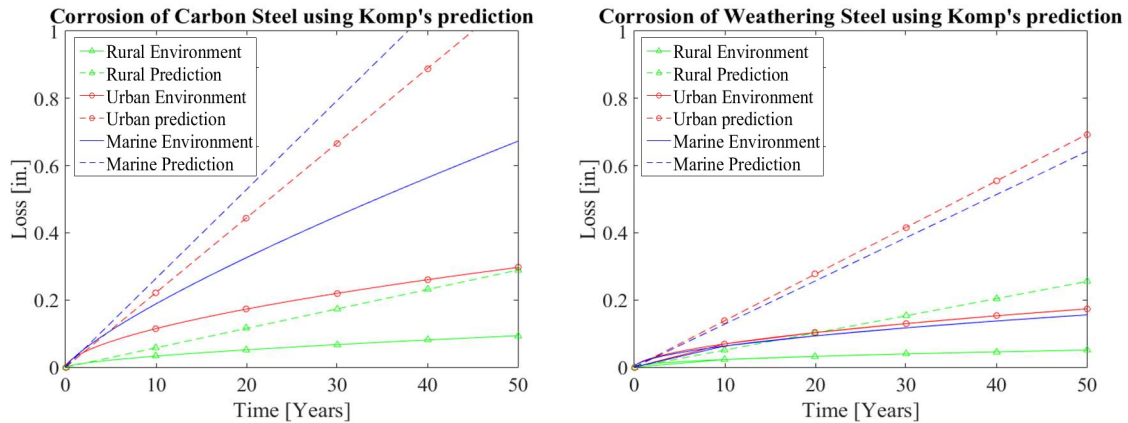 Corrosion of Carbon Steel using Komp's prediction
1
Rural Environment
Rural Prediction
Urban Environment
Urban prediction
Marine Environment
Marine Prediction
0.8
0.6
0.4
0.2
0
Loss [in.]
0 10 20 30 40 50
Time [Years]
Corrosion of Weathering Steel using Komp's prediction
1
Rural Environment
Rural Prediction
Urban Environment
Urban prediction
Marine Environment
Marine Prediction
0.8
0.6
0.4
0.2
0
Loss [in.]
0 10 20 30 40 50
Time [Years]